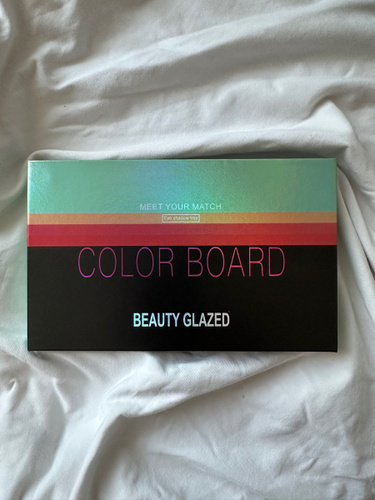 MEET YOUR MATCH
COLOR BOARD
BEAUTY GLAZED